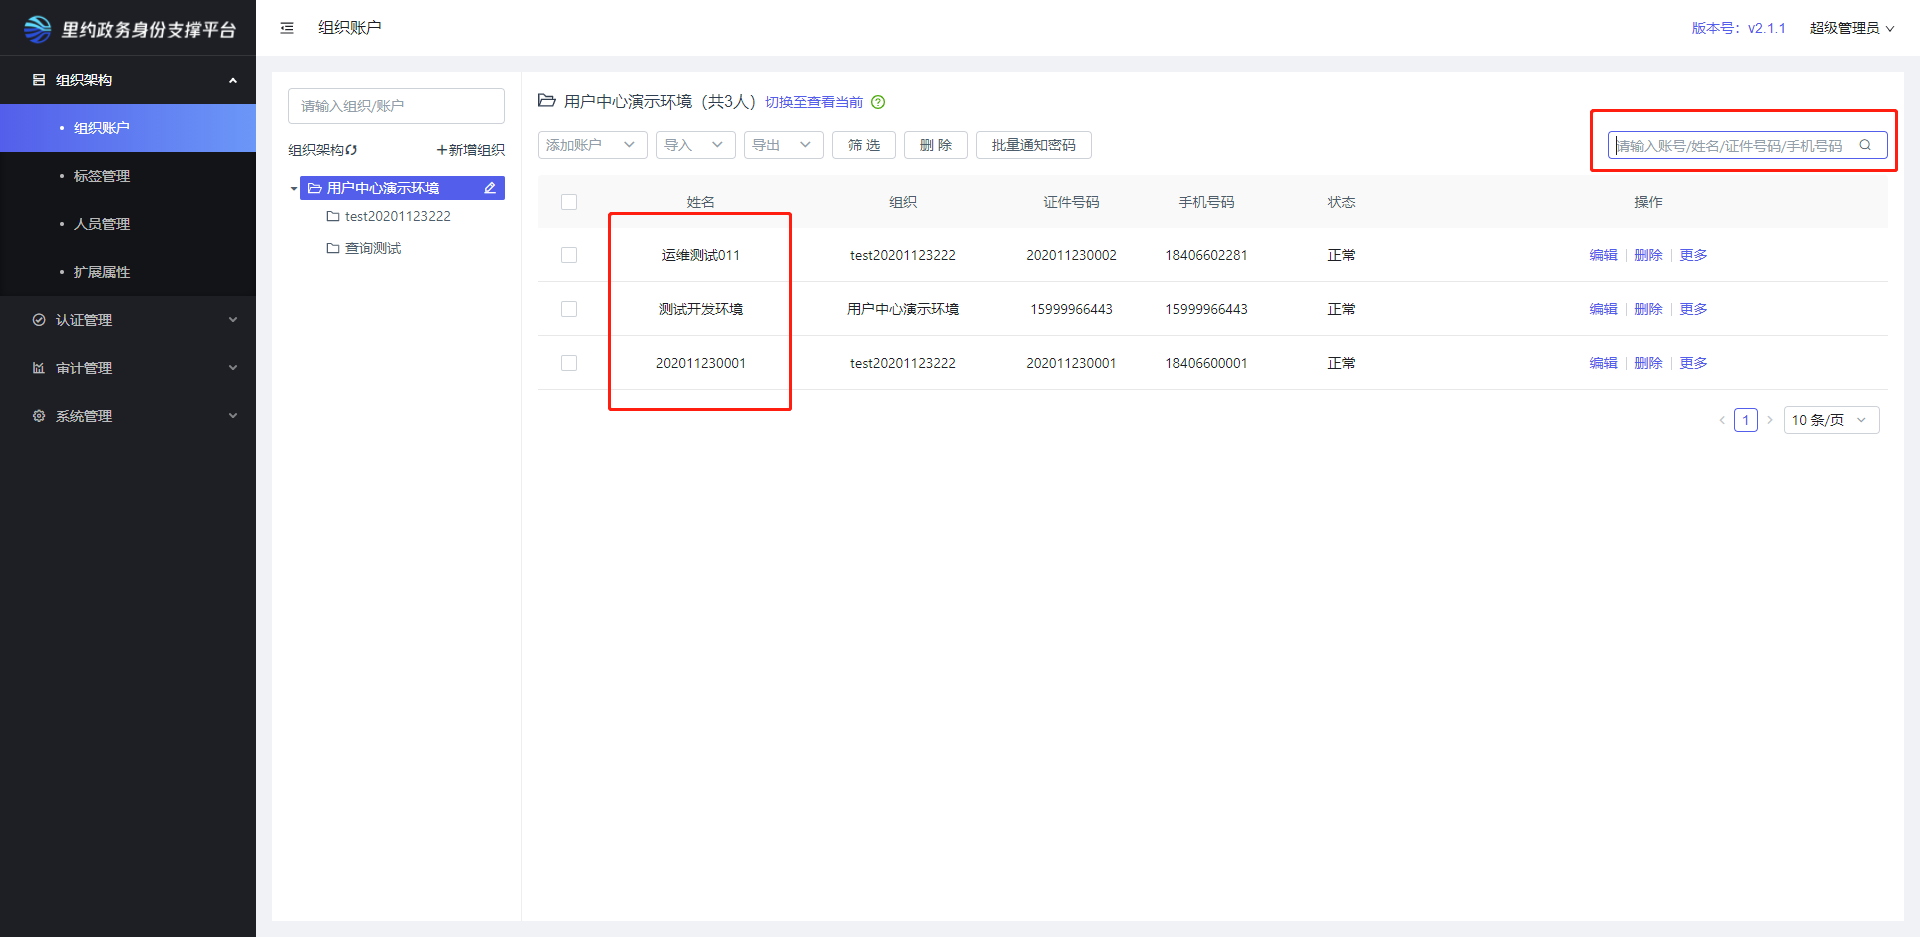 里约政务身份支撑平台
组织架构
组织账户
标签管理
人员管理
扩展属性
认证管理
审计管理
系统管理
组织账户
版本号：v2.1.1
超级管理员
请输入组织/账户
组织架构
新增组织
用户中心演示环境
test20201123222
查询测试
用户中心演示环境（共3人） 切换至查看当前
添加账户 导入 导出 筛 选 删 除 批量通知密码
请输入账号/姓名/证件号码/手机号码
姓名 组织 证件号码 手机号码 状态 操作
运维测试011 test20201123222 202011230002 18406602281 正常 编辑 删除 更多
测试开发环境 用户中心演示环境 15999966443 15999966443 正常 编辑 删除 更多
202011230001 test20201123222 202011230001 18406600001 正常 编辑 删除 更多
1 10 条/页